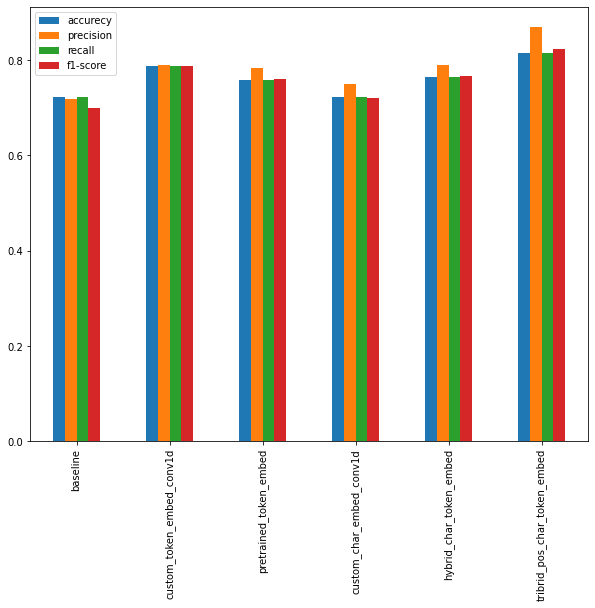 accurecy
precision
recall
f1-score
0.8
0.6
0.4
0.2
0.0
baseline
custom_token_embed_conv1d
pretrained_token_embed
custom_char_embed_conv1d
hybrid_char_token_embed
tribrid_pos_char_token_embed